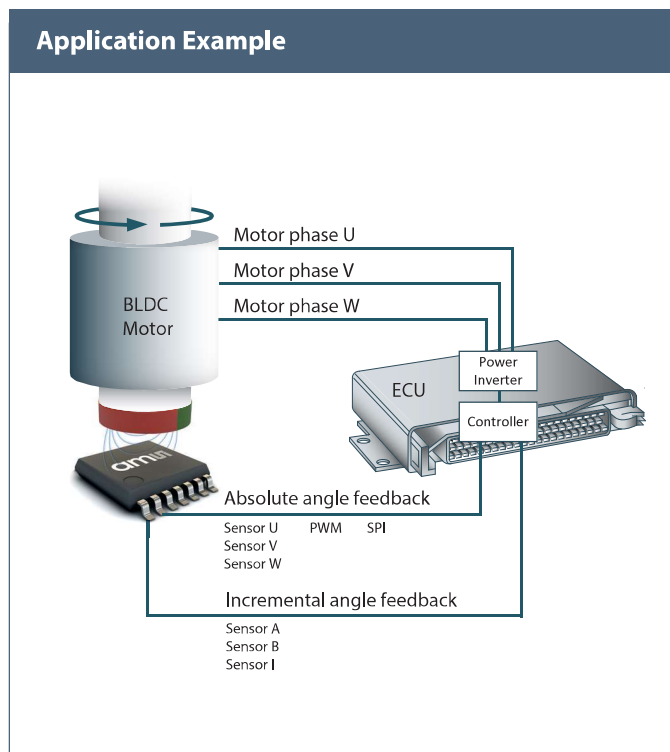 Application Example
Motor phase U
Motor phase V
Motor phase W
BLDC
Motor
Power
Inverter
ECU
Controller
am
Absolute angle feedback
Sensor U PWM SPI
Sensor V
Sensor W
Incremental angle feedback
Sensor A
Sensor B
Sensor I